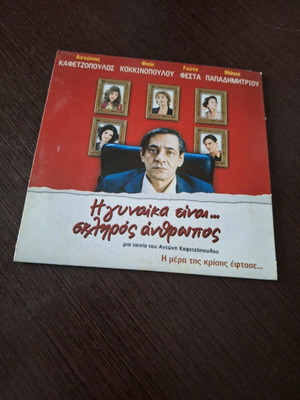 Αντώνης Φαίη Γιώτα Μάνια
ΚΑΦΕΤΖΟΠΟΥΛΟΣ ΚΟΚΚΙΝΟΠΟΥΛΟΥ ΦΕΣΤΑ ΠΑΠΑΔΗΜΗΤΡΙΟΥ
Η γυναίκα είναι...
σκληρός άνθρωπος
μια ταινία του Αντώνη Καφετζόπουλου
Η μέρα της κρίσης έφτασε...